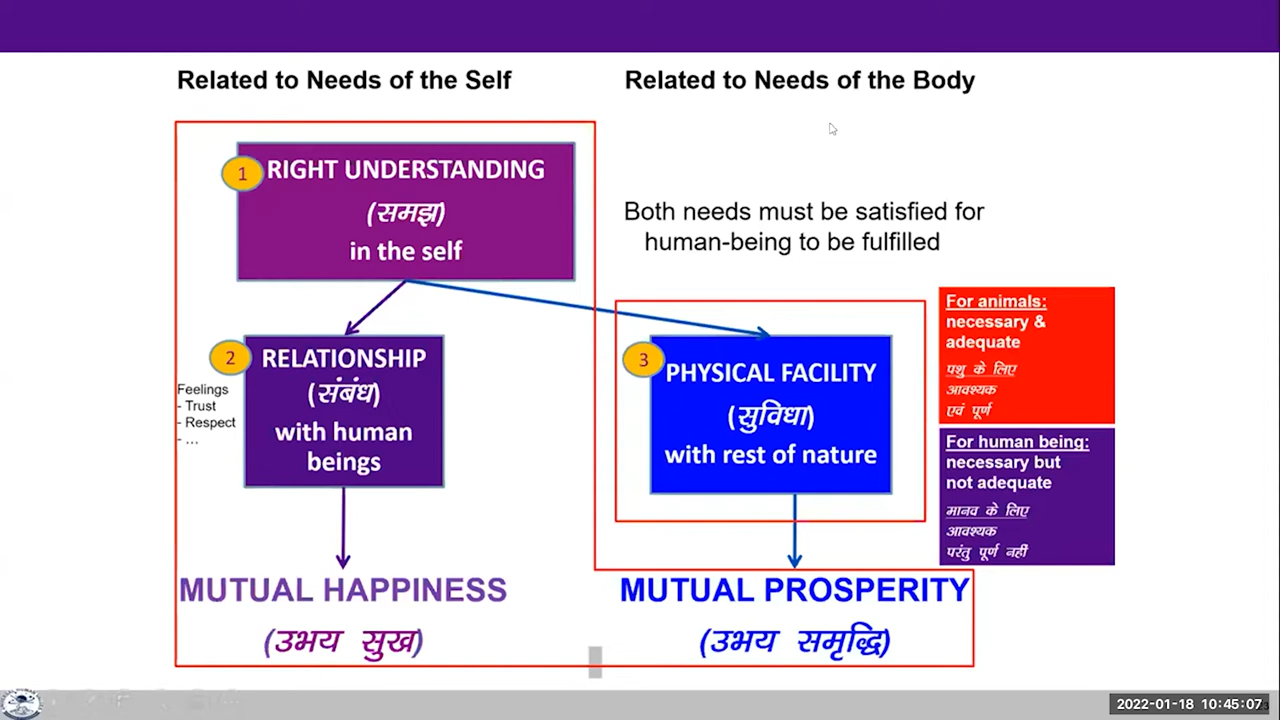 Related to Needs of the Self
Related to Needs of the Body
1
RIGHT UNDERSTANDING
(समझ)
in the self
Both needs must be satisfied for
human-being to be fulfilled
2
RELATIONSHIP
(संबंध)
with human
beings
Feelings
- Trust
- Respect
- ...
3
PHYSICAL FACILITY
(सुविधा)
with rest of nature
For animals:
necessary &
adequate
पशु के लिए
आवश्यक
एवं पूर्ण
For human being:
necessary but
not adequate
मानव के लिए
आवश्यक
परंतु पूर्ण नहीं
MUTUAL HAPPINESS
(उभय सुख)
MUTUAL PROSPERITY
(उभय समृद्धि)
2022-01-18 10:45:07